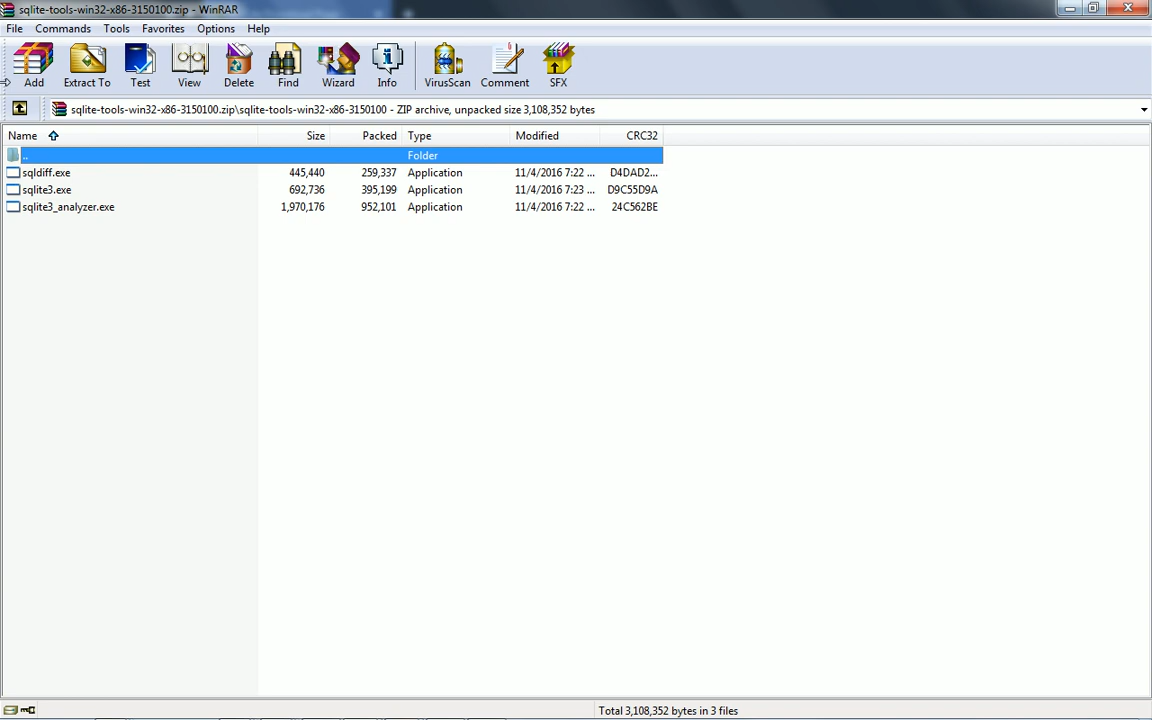 sqlite-tools-win32-x86-3150100.zip - WinRAR
File Commands Tools Favorites Options Help
Add Extract To Test View Delete Find Wizard Info VirusScan Comment SFX
sqlite-tools-win32-x86-3150100.zip\sqlite-tools-win32-x86-3150100 - ZIP archive, unpacked size 3,108,352 bytes
Name Size Packed Type Modified CRC32
.. Folder
sqldiff.exe 445,440 259,337 Application 11/4/2016 7:22 ... D4DAD2...
sqlite3.exe 692,736 395,199 Application 11/4/2016 7:23 ... D9C55D9A
sqlite3_analyzer.exe 1,970,176 952,101 Application 11/4/2016 7:22 ... 24C562BE
Total 3,108,352 bytes in 3 files